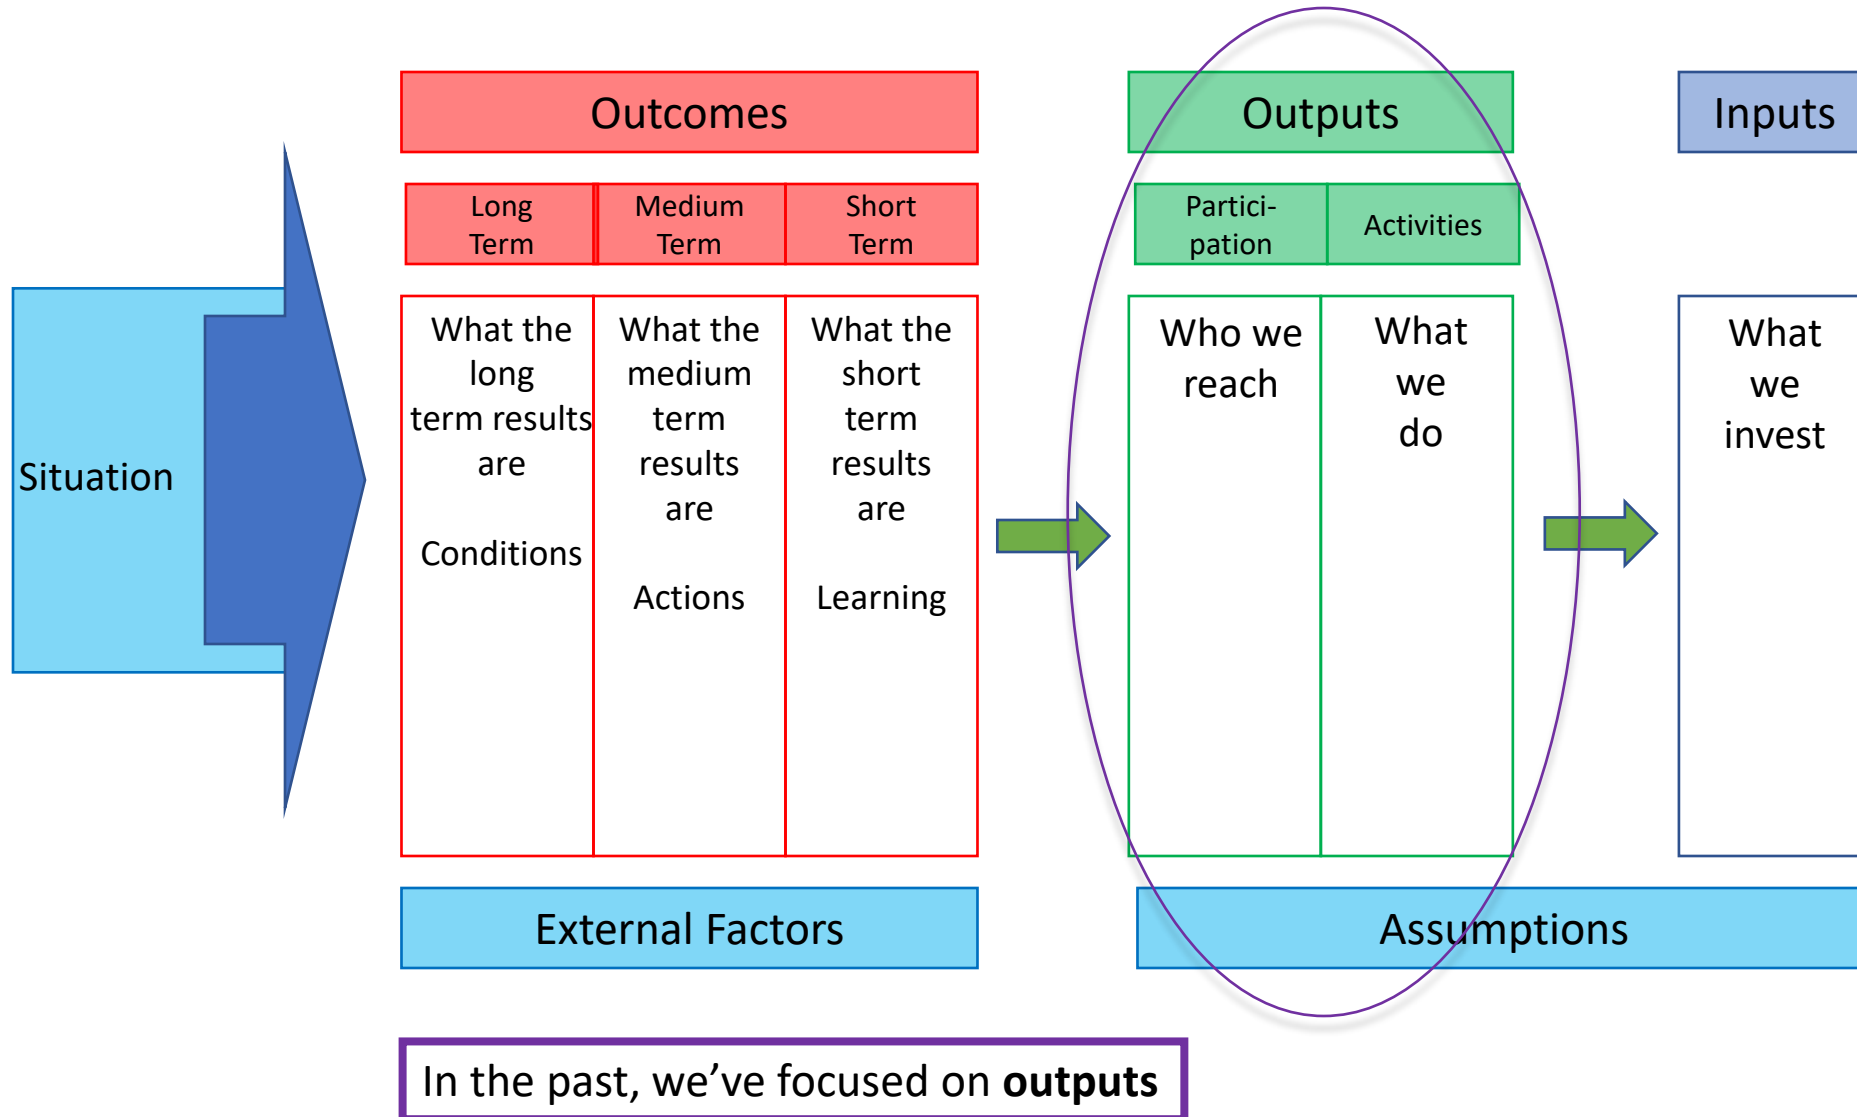 Outcomes
Outputs
Inputs
Long
Term
Medium
Term
Short
Term
Partici-
pation
Activities
Situation
What the
long
term results
are
Conditions
What the
medium
term
results
are
Actions
What the
short
term
results
are
Learning
Who we
reach
What
we
do
What
we
invest
External Factors
Assumptions
In the past, we’ve focused on outputs